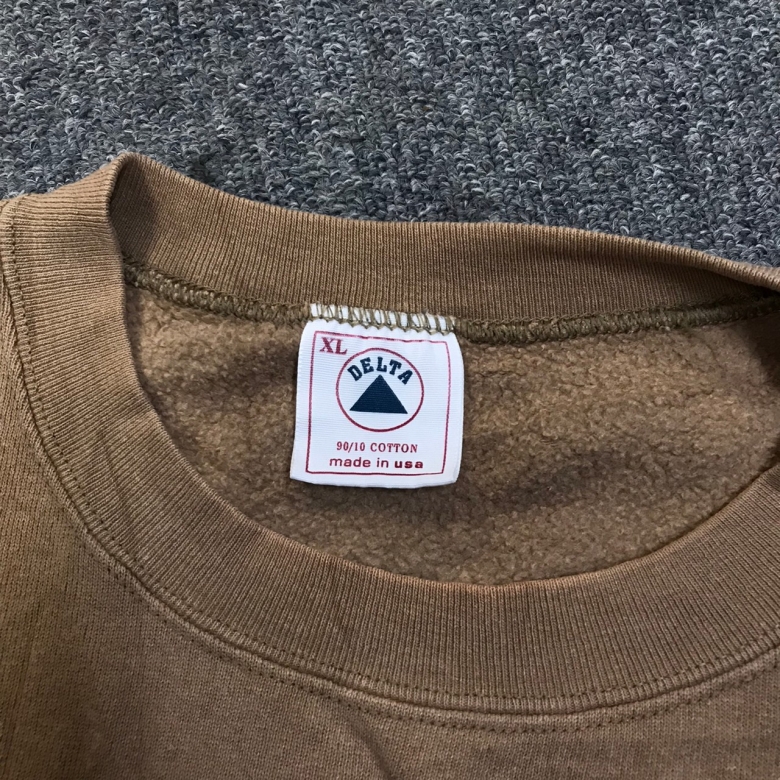 XL
DELTA
90/10 COTTON
made in usa